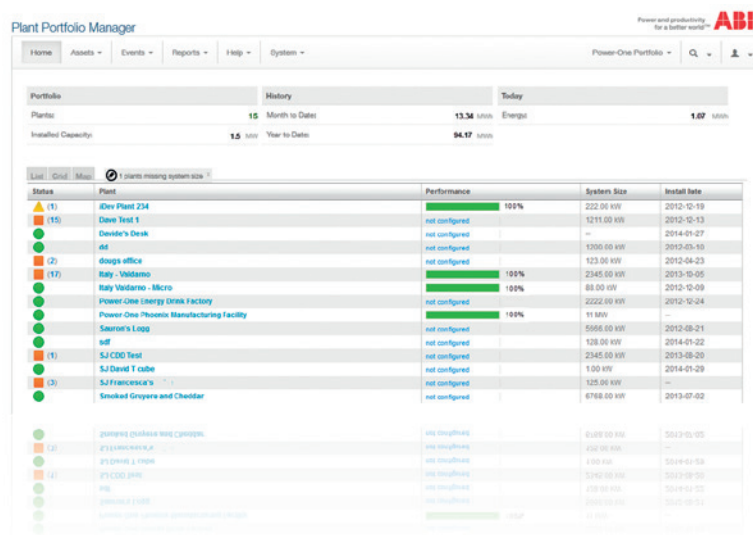 Power and productivity
for a better world™
ABB
Plant Portfolio Manager
Home Assets Events Reports Help System Power-One Portfolio
Portfolio History Today
Plants: 15 Month to Date: 13.34 MWh Energy: 1.07 MWh
Installed Capacity: 1.5 MW Year to Date: 94.17 MWh
List Grid Map 1 plants missing system size ×
Status Plant Performance System Size Install Date
(1) iDev Plant 234 100% 222.00 kW 2012-12-19
(15) Dave Test 1 not configured 1211.00 kW 2012-12-13
Davide's Desk not configured -- 2014-01-27
dd not configured 1200.00 kW 2012-03-10
(2) dougs office not configured 123.00 kW 2012-04-23
(17) Italy - Valdarno 100% 2345.00 kW 2013-10-05
Italy Valdarno - Micro 100% 88.00 kW 2012-12-09
Power-One Energy Drink Factory not configured 2222.00 kW 2012-12-24
Power-One Phoenix Manufacturing Facility 100% 11 MW --
Sauron's Logg not configured 5666.00 kW 2012-08-21
sdf not configured 128.00 kW 2014-01-22
(1) SJ CDD Test not configured 2345.00 kW 2013-08-20
SJ David T cube not configured 1.00 kW 2014-01-29
(3) SJ Francesca's not configured 125.00 kW --
Smoked Gruyere and Cheddar not configured 6768.00 kW 2013-07-02